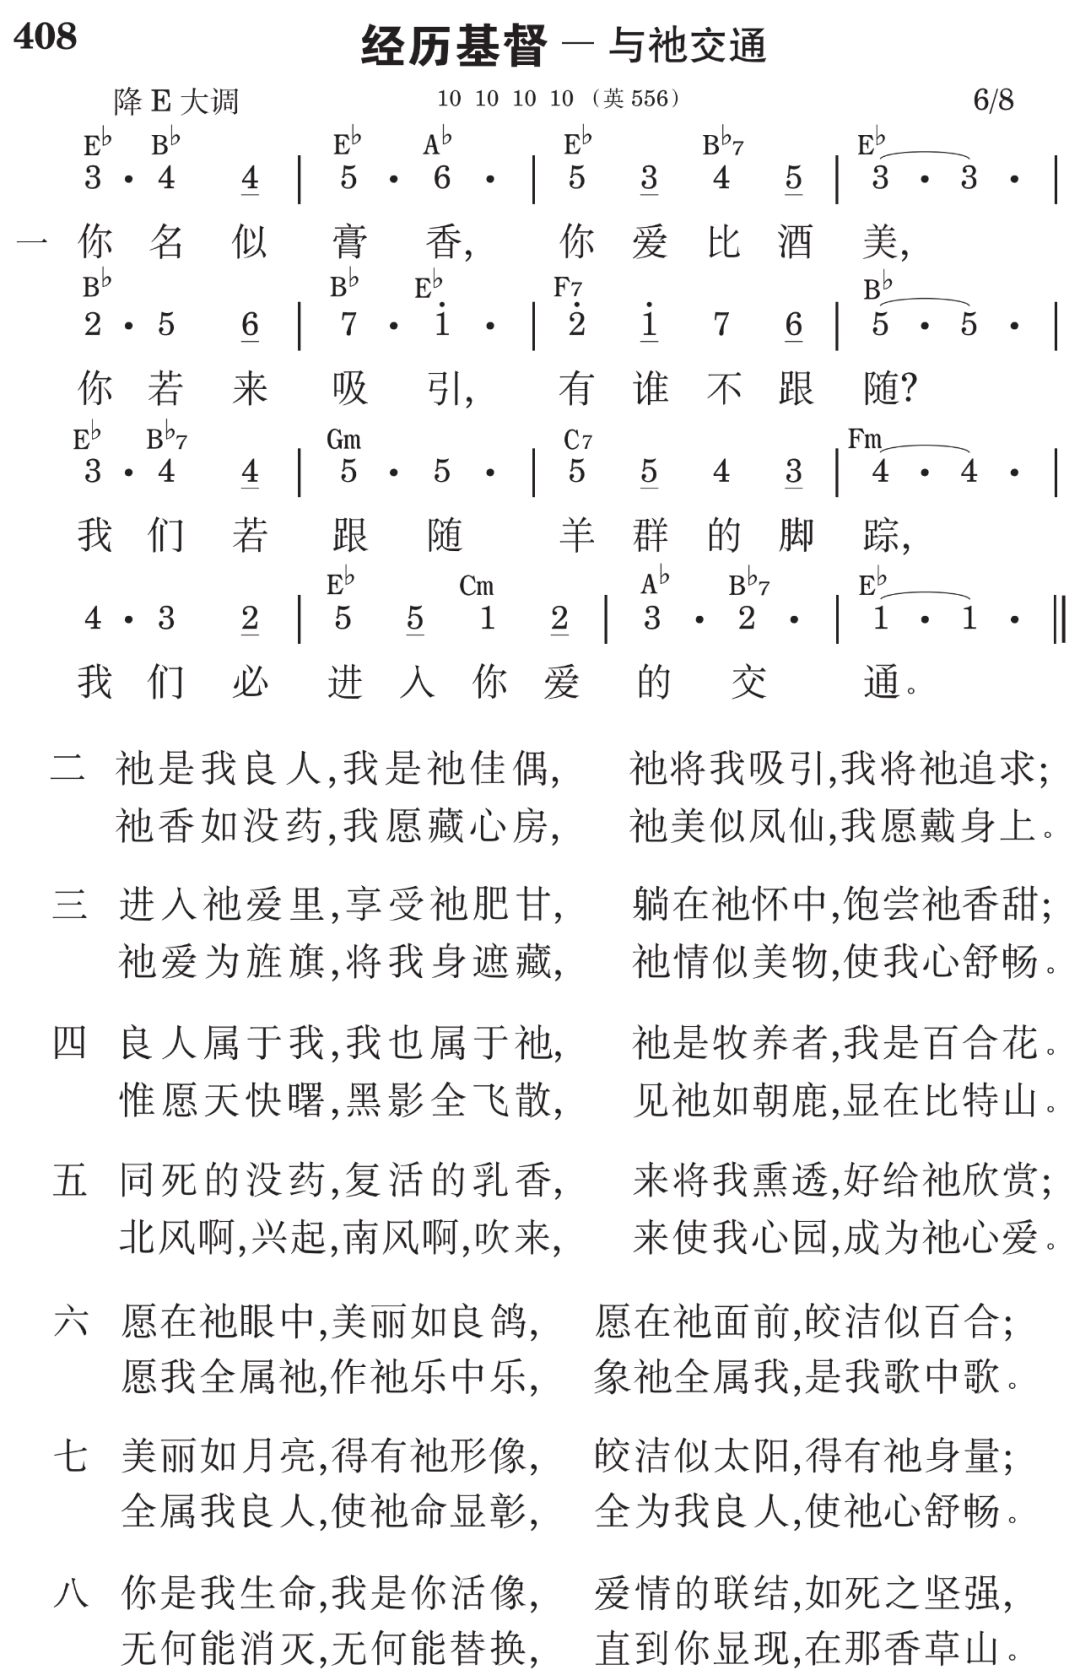 408
经历基督 — 与祂交通
降 E 大调 10 10 10 10 （英 556） 6/8
E♭ B♭ E♭ A♭ E♭ B♭7 E♭
3 · 4 4 | 5 · 6 · | 5 3 4 5 | 3 · 3 · |
一 你 名 似 膏 香, 你 爱 比 酒 美,
B♭ B♭ E♭ F7 B♭
2 · 5 6 | 7 · 1̇ · | 2̇ 1̇ 7 6 | 5 · 5 · |
你 若 来 吸 引, 有 谁 不 跟 随?
E♭ B♭7 Gm C7 Fm
3 · 4 4 | 5 · 5 · | 5 5 4 3 | 4 · 4 · |
我 们 若 跟 随 羊 群 的 脚 踪,
E♭ Cm A♭ B♭7 E♭
4 · 3 2 | 5 5 1 2 | 3 · 2 · | 1 · 1 · ‖
我 们 必 进 入 你 爱 的 交 通。
二 祂是我良人,我是祂佳偶, 祂将我吸引,我将祂追求;
祂香如没药,我愿藏心房, 祂美似凤仙,我愿戴身上。
三 进入祂爱里,享受祂肥甘, 躺在祂怀中,饱尝祂香甜;
祂爱为旌旗,将我身遮藏, 祂情似美物,使我心舒畅。
四 良人属于我,我也属于祂, 祂是牧养者,我是百合花。
惟愿天快曙,黑影全飞散, 见祂如朝鹿,显在比特山。
五 同死的没药,复活的乳香, 来将我熏透,好给祂欣赏;
北风啊,兴起,南风啊,吹来, 来使我心园,成为祂心爱。
六 愿在祂眼中,美丽如良鸽, 愿在祂面前,皎洁似百合;
愿我全属祂,作祂乐中乐, 象祂全属我,是我歌中歌。
七 美丽如月亮,得有祂形像, 皎洁似太阳,得有祂身量;
全属我良人,使祂命显彰, 全为我良人,使祂心舒畅。
八 你是我生命,我是你活像, 爱情的联结,如死之坚强,
无何能消灭,无何能替换, 直到你显现,在那香草山。